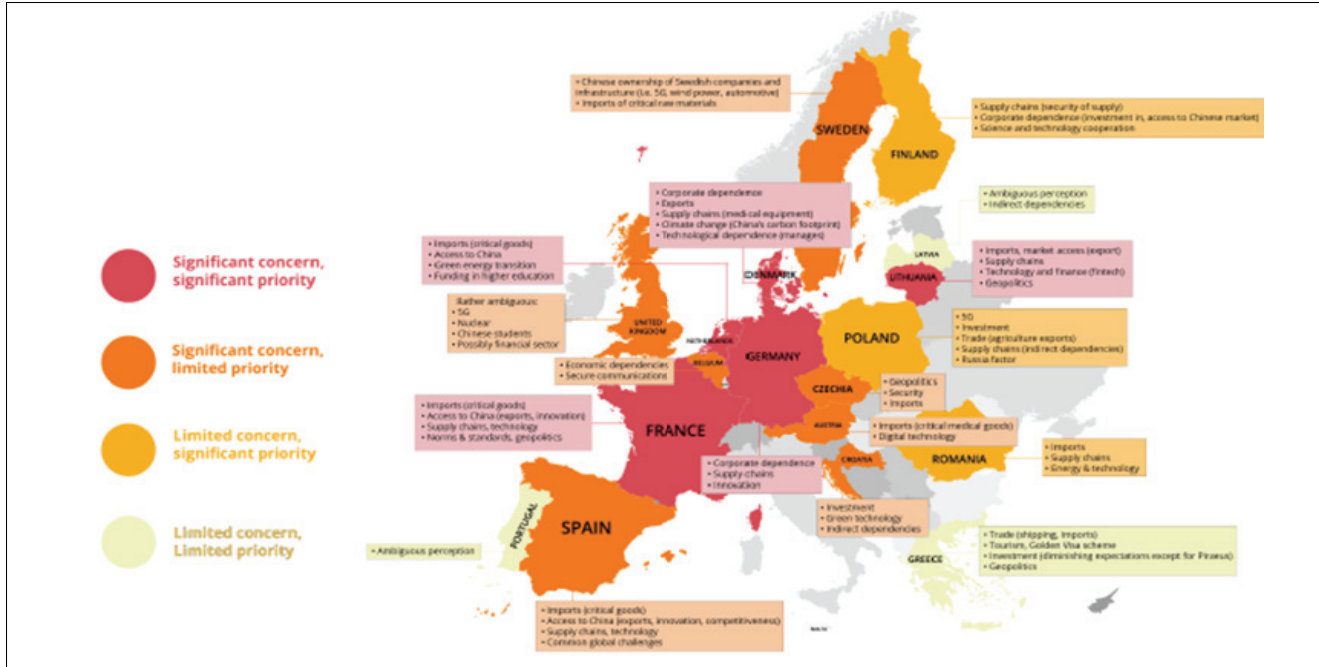 Significant concern,
significant priority
Significant concern,
limited priority
Limited concern,
significant priority
Limited concern,
Limited priority
• Chinese ownership of Swedish companies and
infrastructure (i.e. 5G, wind power, automotive)
• Imports of critical raw materials
SWEDEN
• Supply chains (security of supply)
• Corporate dependence (investment in, access to Chinese market)
• Science and technology cooperation
FINLAND
• Ambiguous perception
• Indirect dependencies
LATVIA
• Corporate dependence
• Exports
• Supply chains (medical equipment)
• Climate change (China's carbon footprint)
• Technological dependence (manages)
DENMARK
• Imports, market access (export)
• Supply chains
• Technology and finance (fintech)
• Geopolitics
LITHUANIA
• Imports (critical goods)
• Access to China
• Green energy transition
• Funding in higher education
NETHERLANDS
Rather ambiguous:
• 5G
• Nuclear
• Chinese students
• Possibly financial sector
UNITED
KINGDOM
• 5G
• Investment
• Trade (agriculture exports)
• Supply chains (indirect dependencies)
• Russia factor
POLAND
• Economic dependencies
• Secure communications
BELGIUM
GERMANY
• Geopolitics
• Security
• Imports
CZECHIA
• Imports (critical goods)
• Access to China (exports, innovation)
• Supply chains, technology
• Norms & standards, geopolitics
FRANCE
• Imports (critical medical goods)
• Digital technology
AUSTRIA
• Imports
• Supply chains
• Energy & technology
ROMANIA
• Corporate dependence
• Supply chains
• Innovation
CROATIA
• Investment
• Green technology
• Indirect dependencies
PORTUGAL
• Ambiguous perception
SPAIN
• Trade (shipping, imports)
• Tourism, Golden Visa scheme
• Investment (diminishing expectations except for Piraeus)
• Geopolitics
GREECE
• Imports (critical goods)
• Access to China (exports, innovation, competitiveness)
• Supply chains, technology
• Common global challenges